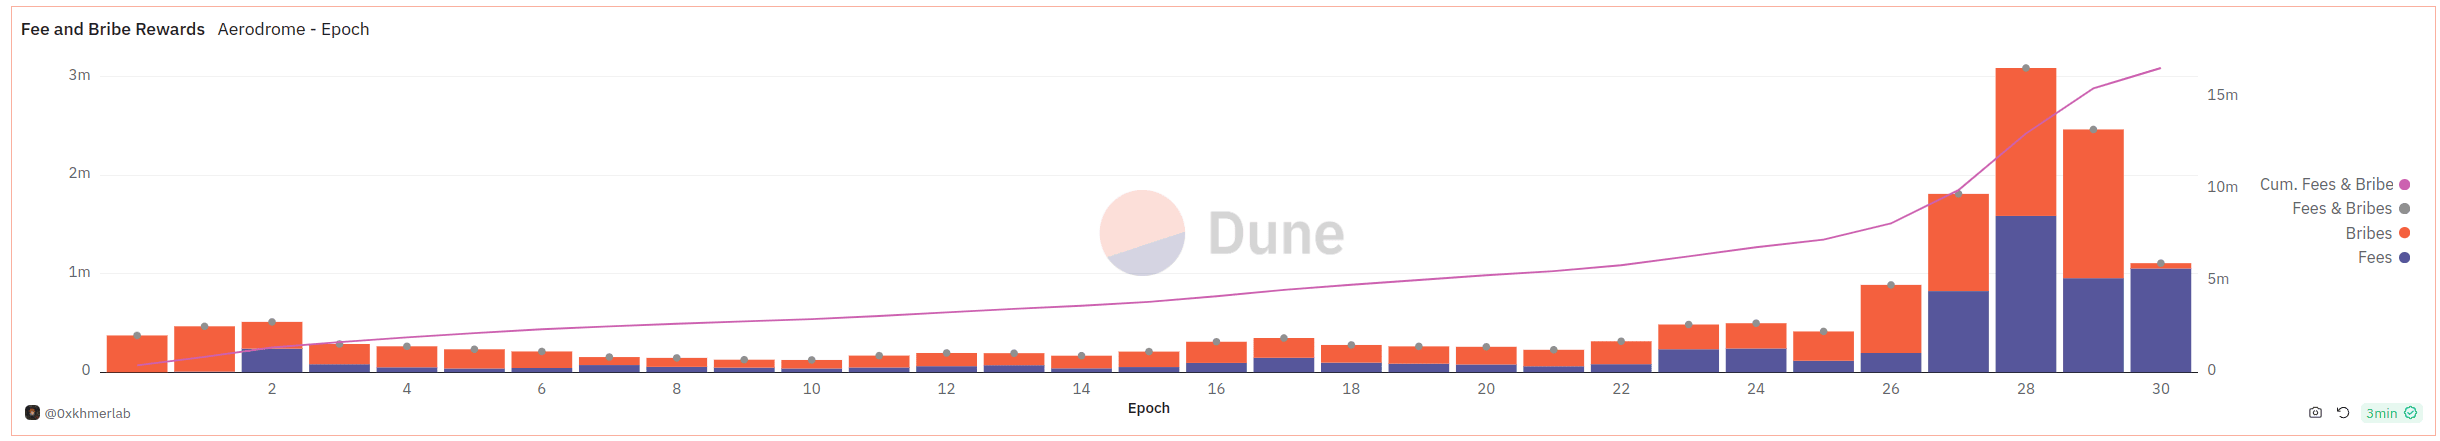 Fee and Bribe Rewards Aerodrome - Epoch
3m
2m
1m
0
15m
10m
5m
0
Dune
Cum. Fees & Bribe
Fees & Bribes
Bribes
Fees
2 4 6 8 10 12 14 16 18 20 22 24 26 28 30
Epoch
@0xkhmerlab
3min